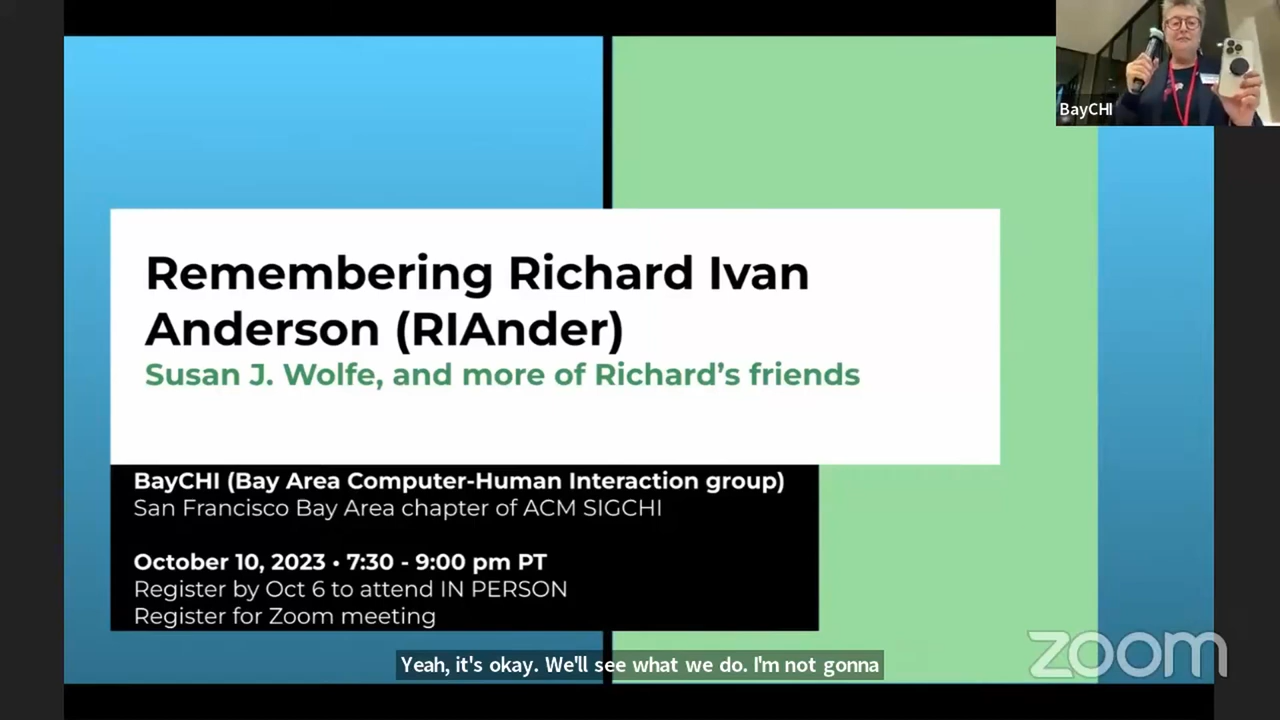 BayCHI
Remembering Richard Ivan
Anderson (RIAnder)
Susan J. Wolfe, and more of Richard's friends
BayCHI (Bay Area Computer-Human Interaction group)
San Francisco Bay Area chapter of ACM SIGCHI
October 10, 2023 • 7:30 - 9:00 pm PT
Register by Oct 6 to attend IN PERSON
Register for Zoom meeting
Yeah, it's okay. We'll see what we do. I'm not gonna
zoom